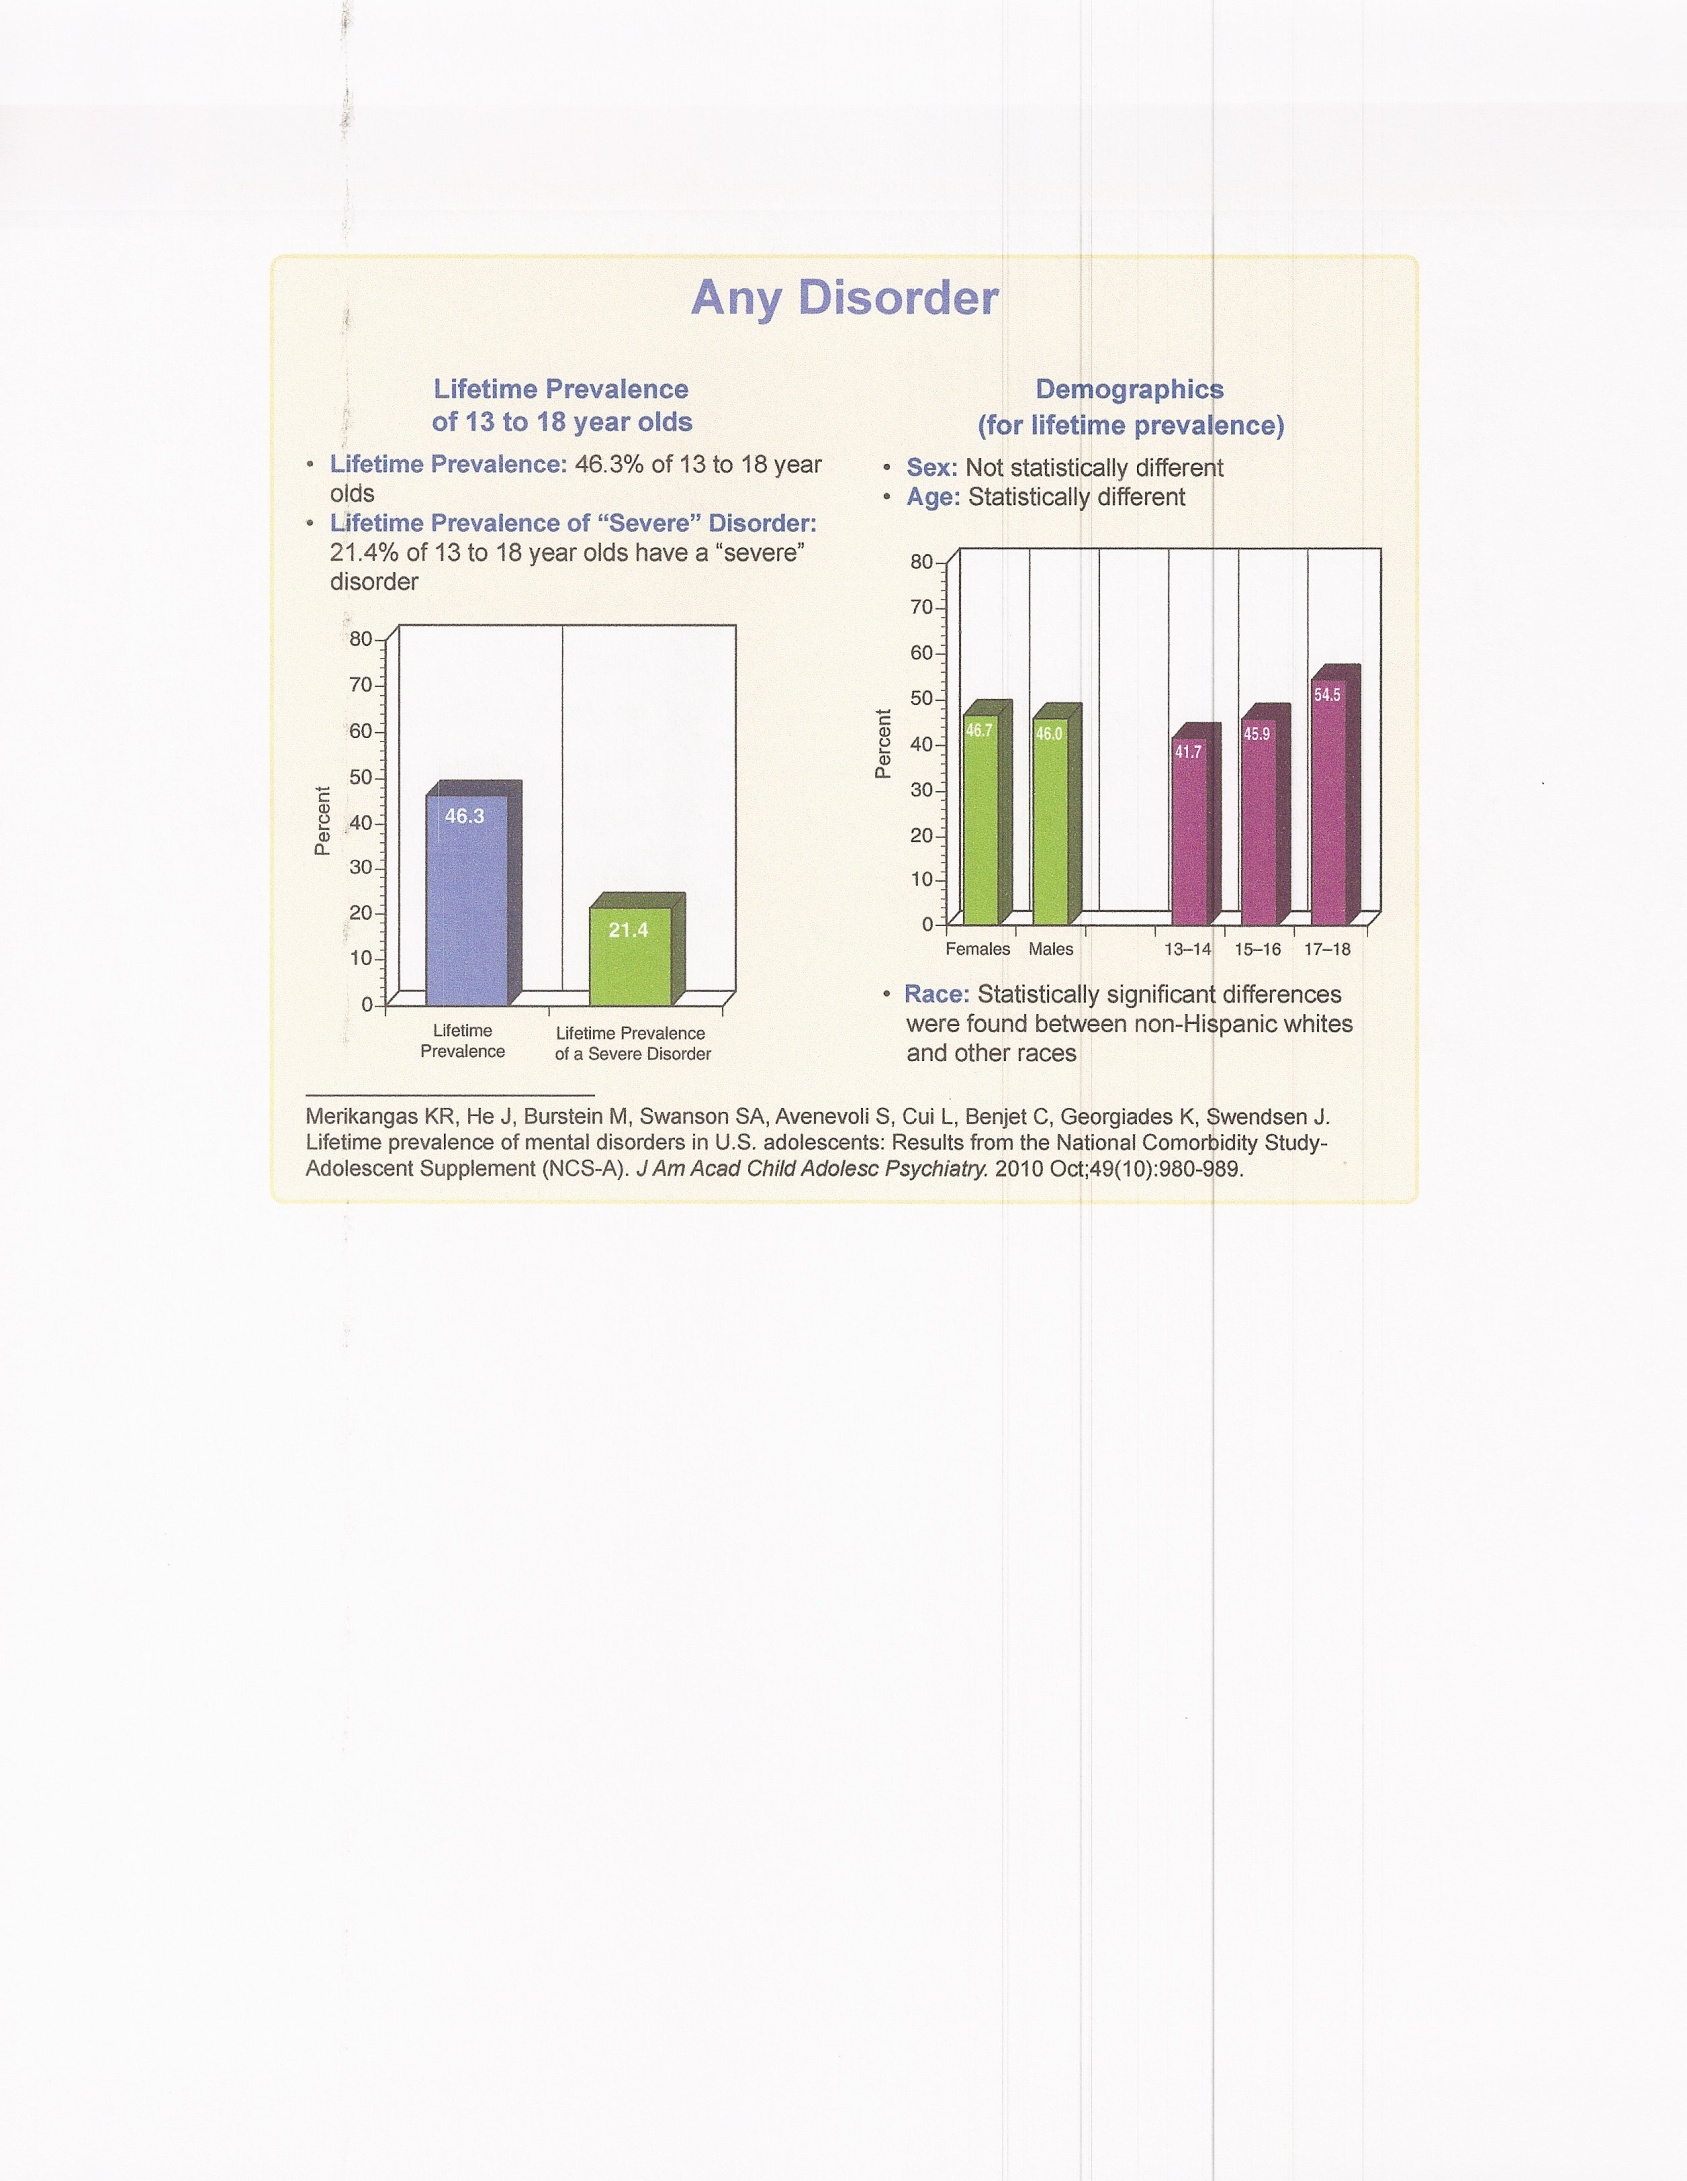 Any Disorder
Lifetime Prevalence
of 13 to 18 year olds
• Lifetime Prevalence: 46.3% of 13 to 18 year
olds
• Lifetime Prevalence of “Severe” Disorder:
21.4% of 13 to 18 year olds have a “severe”
disorder
80
70
60
50
40
30
20
10
0
Percent
46.3
21.4
Lifetime
Prevalence
Lifetime Prevalence
of a Severe Disorder
Demographics
(for lifetime prevalence)
• Sex: Not statistically different
• Age: Statistically different
80
70
60
50
40
30
20
10
0
Percent
46.7
46.0
41.7
45.9
54.5
Females
Males
13–14
15–16
17–18
• Race: Statistically significant differences
were found between non-Hispanic whites
and other races
Merikangas KR, He J, Burstein M, Swanson SA, Avenevoli S, Cui L, Benjet C, Georgiades K, Swendsen J.
Lifetime prevalence of mental disorders in U.S. adolescents: Results from the National Comorbidity Study-
Adolescent Supplement (NCS-A). J Am Acad Child Adolesc Psychiatry. 2010 Oct;49(10):980-989.